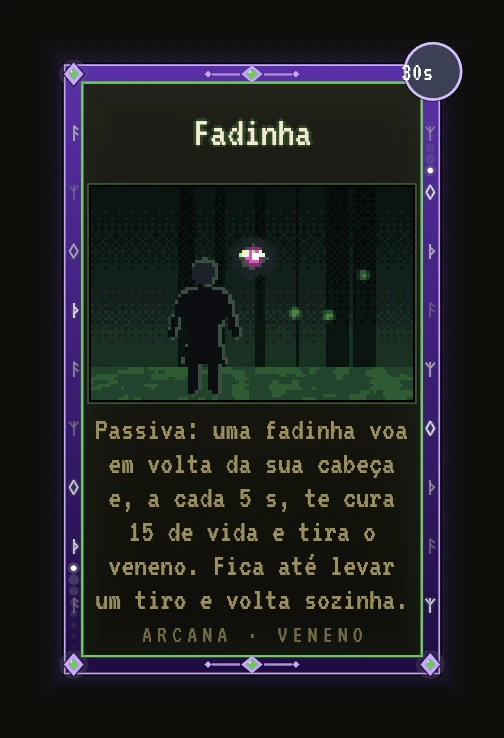 30s
Fadinha
Passiva: uma fadinha voa
em volta da sua cabeça
e, a cada 5 s, te cura
15 de vida e tira o
veneno. Fica até levar
um tiro e volta sozinha.
ARCANA · VENENO